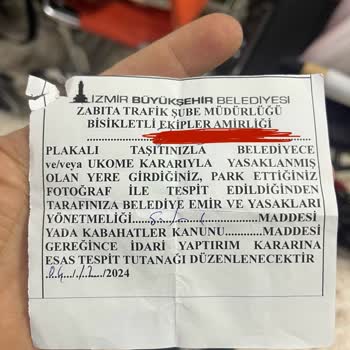 İZMİR BÜYÜKŞEHİR BELEDİYESİ
ZABITA TRAFİK ŞUBE MÜDÜRLÜĞÜ
BİSİKLETLİ EKİPLER AMİRLİĞİ
PLAKALI TAŞITINIZLA BELEDİYECE
ve/veya UKOME KARARIYLA YASAKLANMIŞ
OLAN YERE GİRDİĞİNİZ, PARK ETTİĞİNİZ
FOTOGRAF İLE TESPİT EDİLDİĞİNDEN
TARAFINIZA BELEDİYE EMİR VE YASAKLARI
YÖNETMELİĞİ..............................MADDESİ
YADA KABAHATLER KANUNU............MADDESİ
GEREĞİNCE İDARİ YAPTIRIM KARARINA
ESAS TESPİT TUTANAĞI DÜZENLENECEKTİR
/12/2024